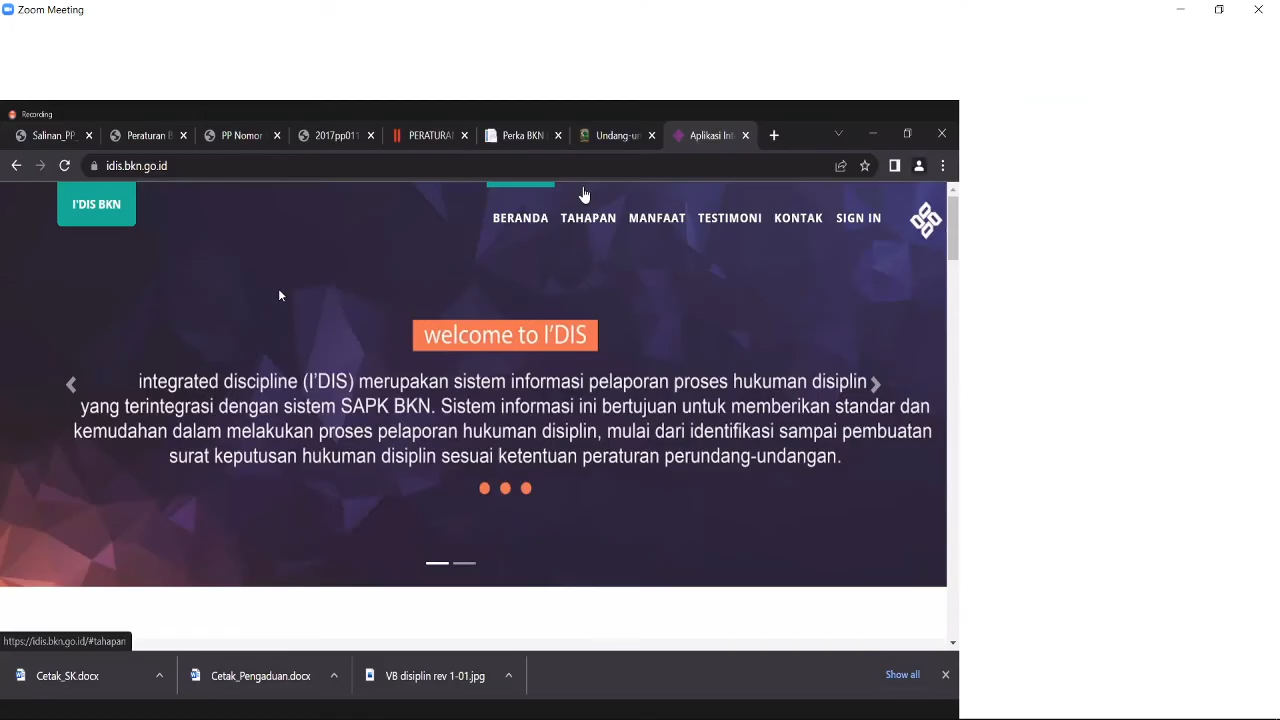 Zoom Meeting
Recording
Salinan_PP
Peraturan B
PP Nomor
2017pp011
PERATURA
Perka BKN
Undang-un
Aplikasi Int
idis.bkn.go.id
I'DIS BKN
BERANDA TAHAPAN MANFAAT TESTIMONI KONTAK SIGN IN
welcome to I'DIS
integrated discipline (I'DIS) merupakan sistem informasi pelaporan proses hukuman disiplin
yang terintegrasi dengan sistem SAPK BKN. Sistem informasi ini bertujuan untuk memberikan standar dan
kemudahan dalam melakukan proses pelaporan hukuman disiplin, mulai dari identifikasi sampai pembuatan
surat keputusan hukuman disiplin sesuai ketentuan peraturan perundang-undangan.
https://idis.bkn.go.id/#tahapan
Cetak_SK.docx
Cetak_Pengaduan.docx
VB disiplin rev 1-01.jpg
Show all